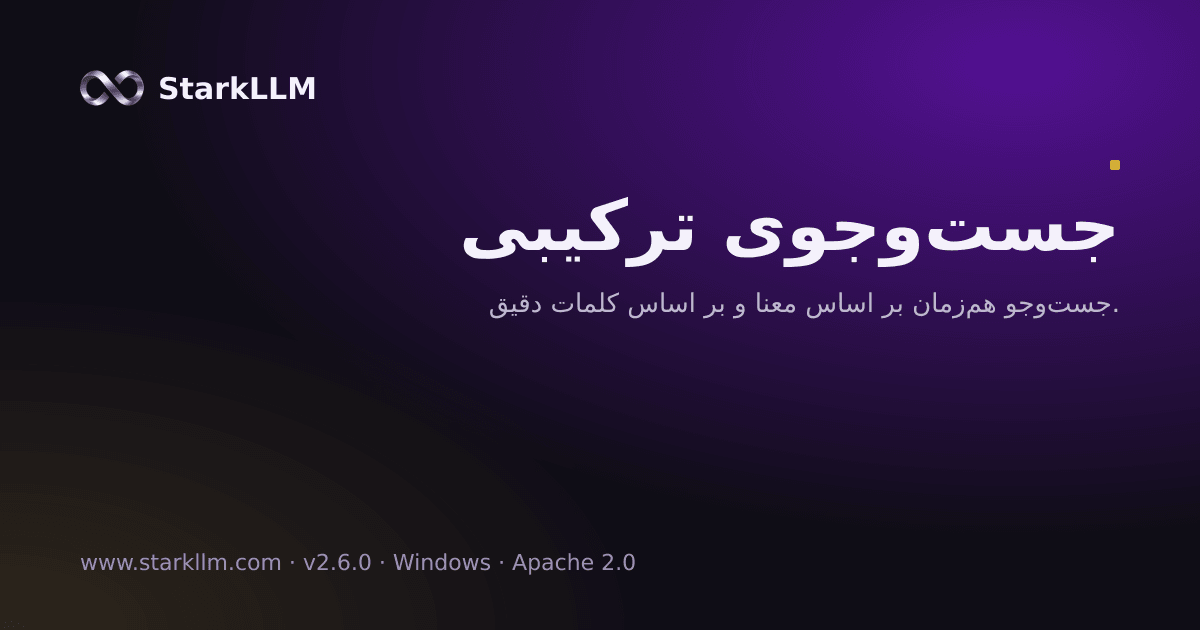 StarkLLM
جست‌وجوی ترکیبی
جست‌وجو هم‌زمان بر اساس معنا و بر اساس کلمات دقیق.
www.starkllm.com · v2.6.0 · Windows · Apache 2.0